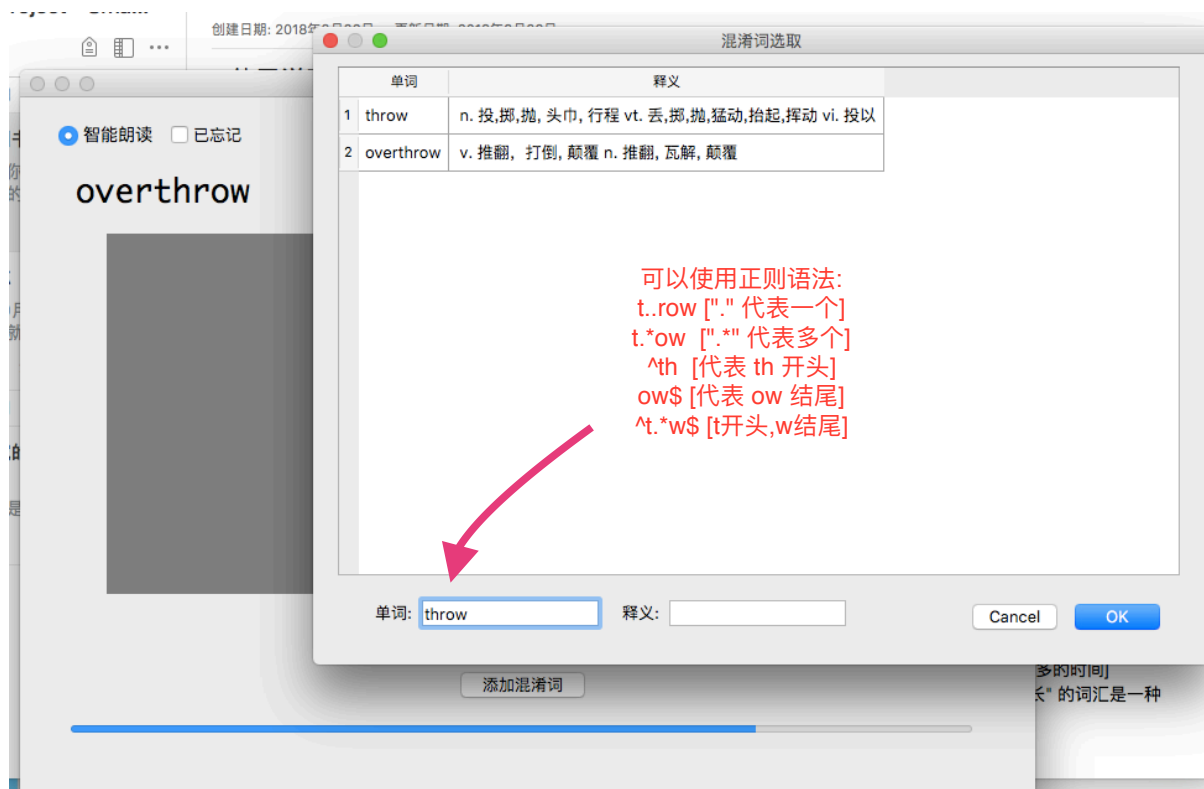 创建日期: 2018年
混淆词选取
单词 释义
1 throw n. 投,掷,抛, 头巾, 行程 vt. 丢,掷,抛,猛动,抬起,挥动 vi. 投以
2 overthrow v. 推翻, 打倒, 颠覆 n. 推翻, 瓦解, 颠覆
智能朗读 已忘记
overthrow
可以使用正则语法:
t..row ["." 代表一个]
t.*ow [".*" 代表多个]
^th [代表 th 开头]
ow$ [代表 ow 结尾]
^t.*w$ [t开头,w结尾]
单词: throw 释义:
Cancel OK
添加混淆词
多的时间]
长" 的词汇是一种